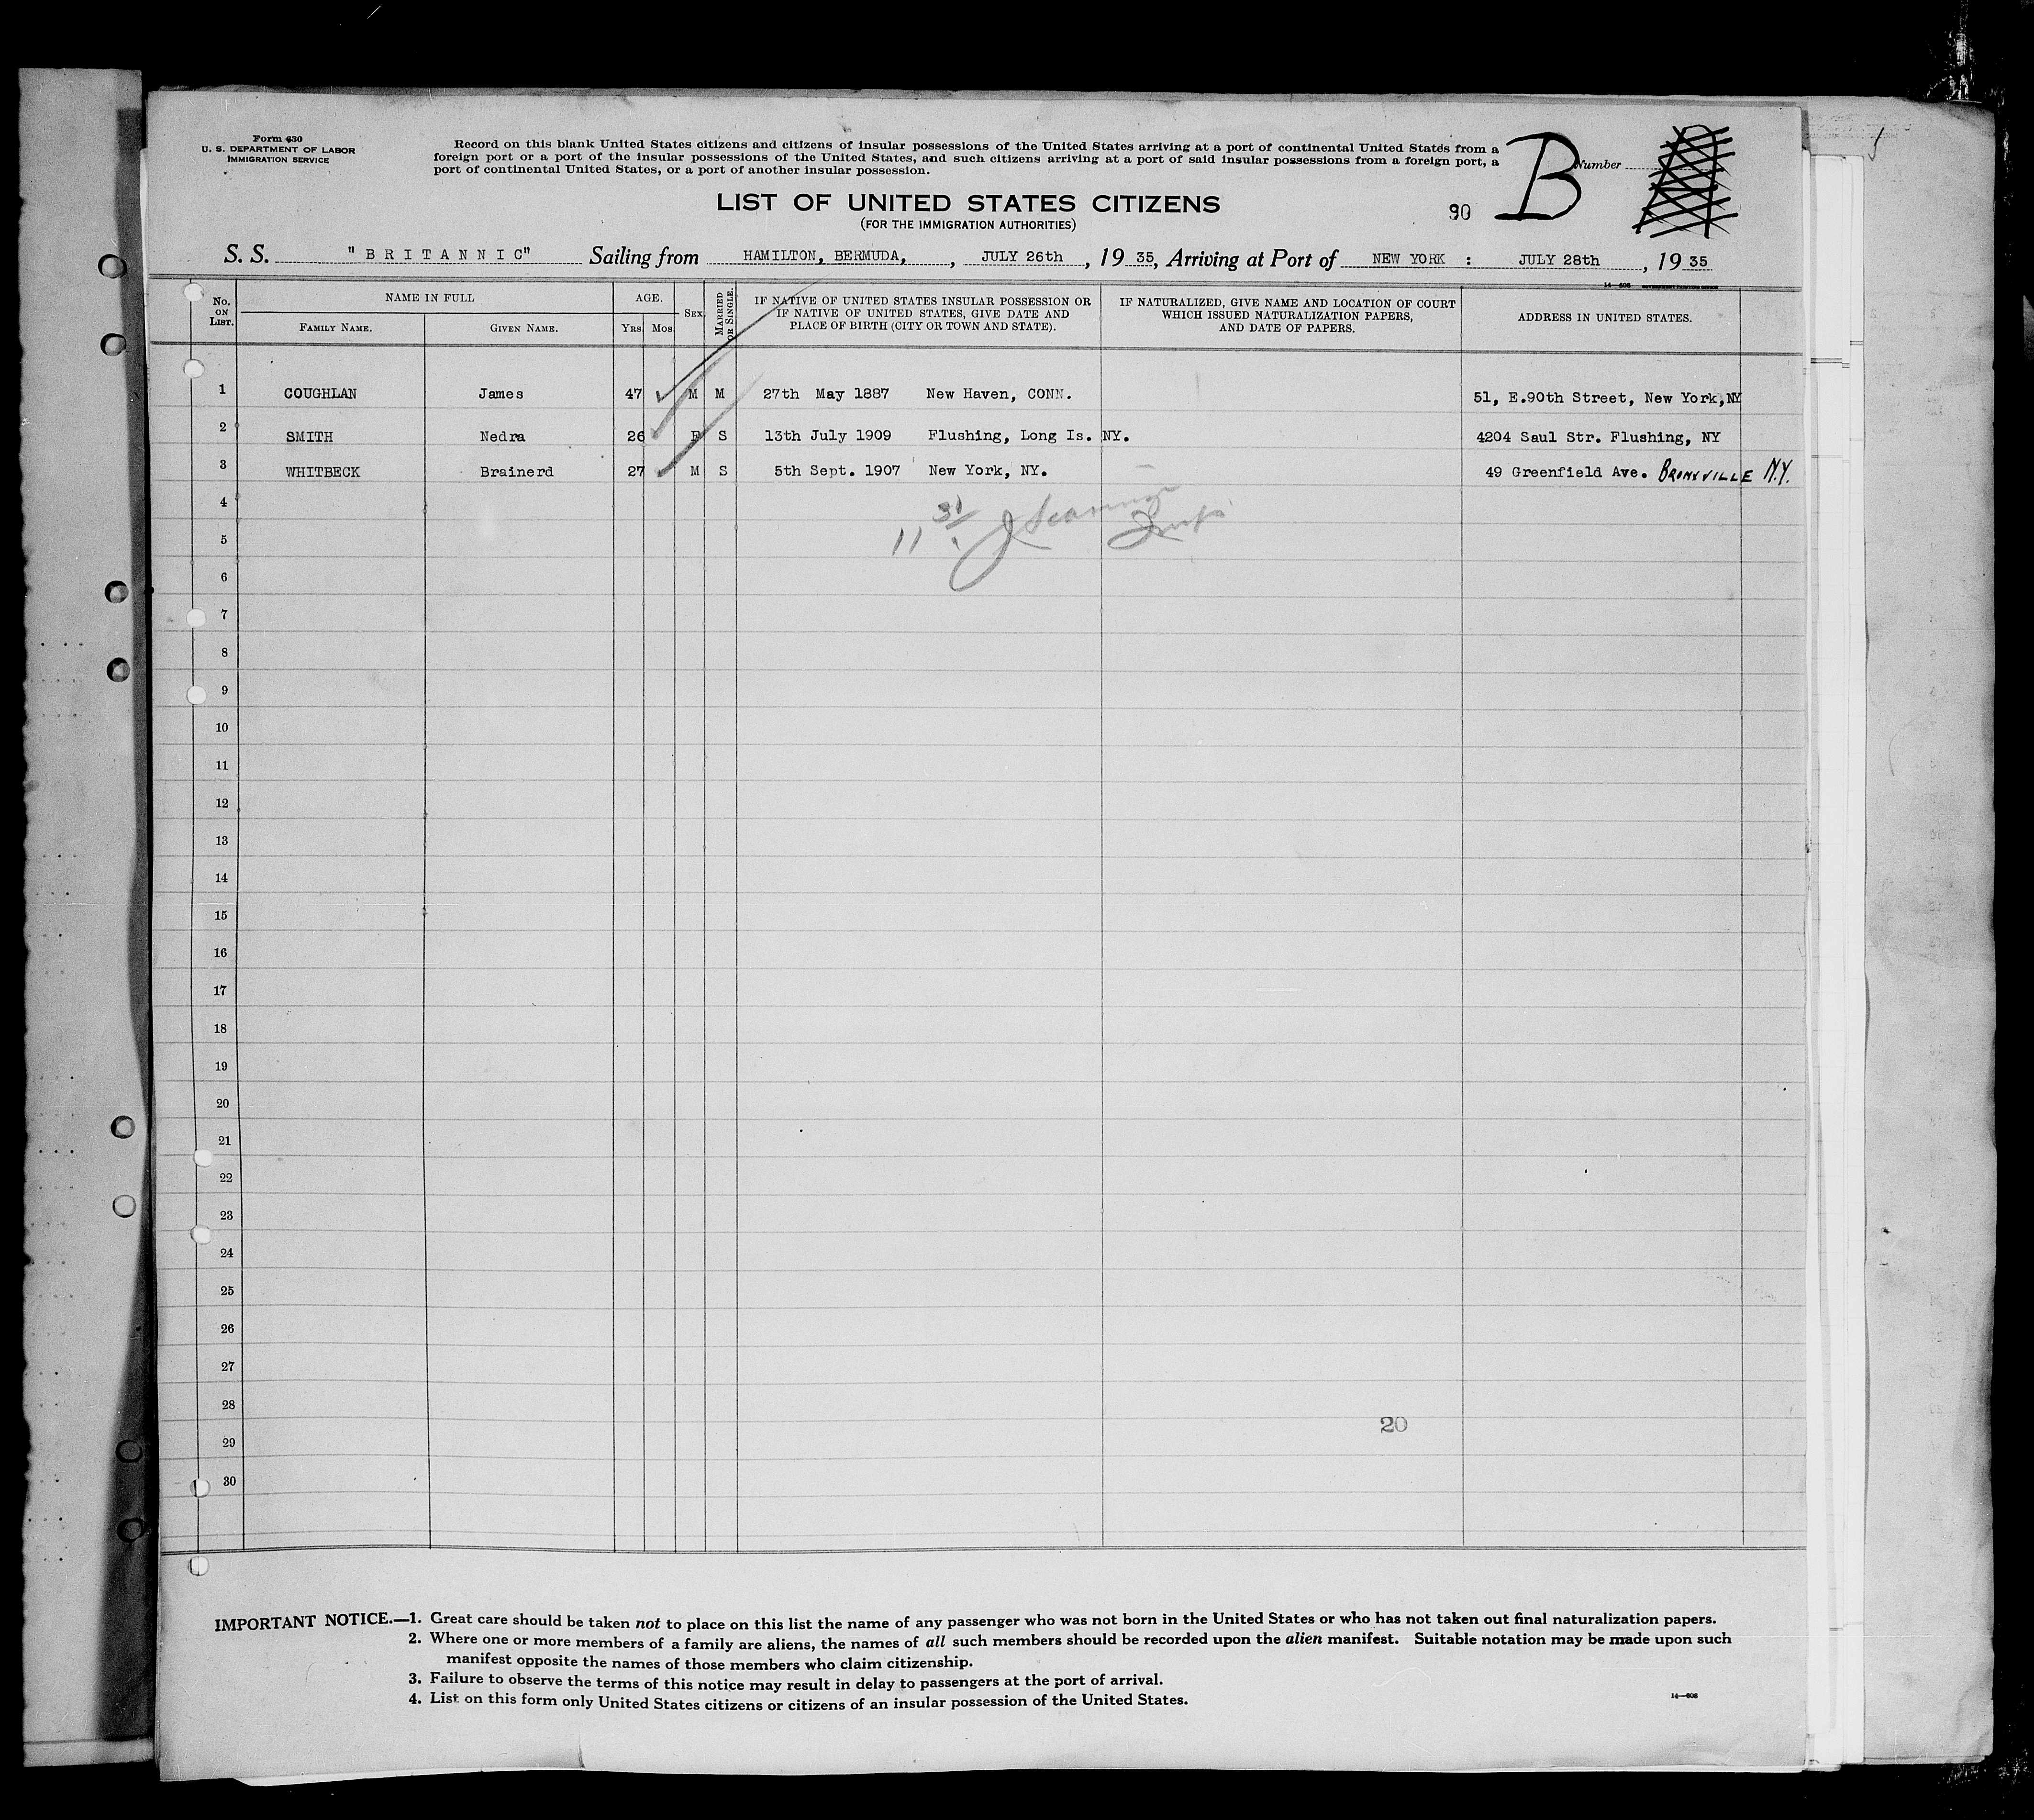 Form 630
U. S. DEPARTMENT OF LABOR
IMMIGRATION SERVICE
Record on this blank United States citizens and citizens of insular possessions of the United States arriving at a port of continental United States from a
foreign port or a port of the insular possessions of the United States, and such citizens arriving at a port of said insular possessions from a foreign port, a
port of continental United States, or a port of another insular possession.
B
Number
LIST OF UNITED STATES CITIZENS
(FOR THE IMMIGRATION AUTHORITIES)
90
S. S. "BRITANNIC" Sailing from HAMILTON, BERMUDA, , JULY 26th , 19 35, Arriving at Port of NEW YORK : JULY 28th , 19 35
No. ON LIST.
NAME IN FULL
FAMILY NAME.
GIVEN NAME.
AGE.
YRS. MOS.
SEX
MARRIED OR SINGLE.
IF NATIVE OF UNITED STATES INSULAR POSSESSION OR
IF NATIVE OF UNITED STATES, GIVE DATE AND
PLACE OF BIRTH (CITY OR TOWN AND STATE).
IF NATURALIZED, GIVE NAME AND LOCATION OF COURT
WHICH ISSUED NATURALIZATION PAPERS,
AND DATE OF PAPERS.
ADDRESS IN UNITED STATES.
1 COUGHLAN James 47 M M 27th May 1887 New Haven, CONN. 51, E.90th Street, New York,NY
2 SMITH Nedra 26 F S 13th July 1909 Flushing, Long Is. NY. 4204 Saul Str. Flushing, NY
3 WHITBECK Brainerd 27 M S 5th Sept. 1907 New York, NY. 49 Greenfield Ave. BRONXVILLE N.Y.
4
5
6
7
8
9
10
11
12
13
14
15
16
17
18
19
20
21
22
23
24
25
26
27
28
20
29
30
IMPORTANT NOTICE.—1. Great care should be taken not to place on this list the name of any passenger who was not born in the United States or who has not taken out final naturalization papers.
2. Where one or more members of a family are aliens, the names of all such members should be recorded upon the alien manifest. Suitable notation may be made upon such
manifest opposite the names of those members who claim citizenship.
3. Failure to observe the terms of this notice may result in delay to passengers at the port of arrival.
4. List on this form only United States citizens or citizens of an insular possession of the United States.
14—608